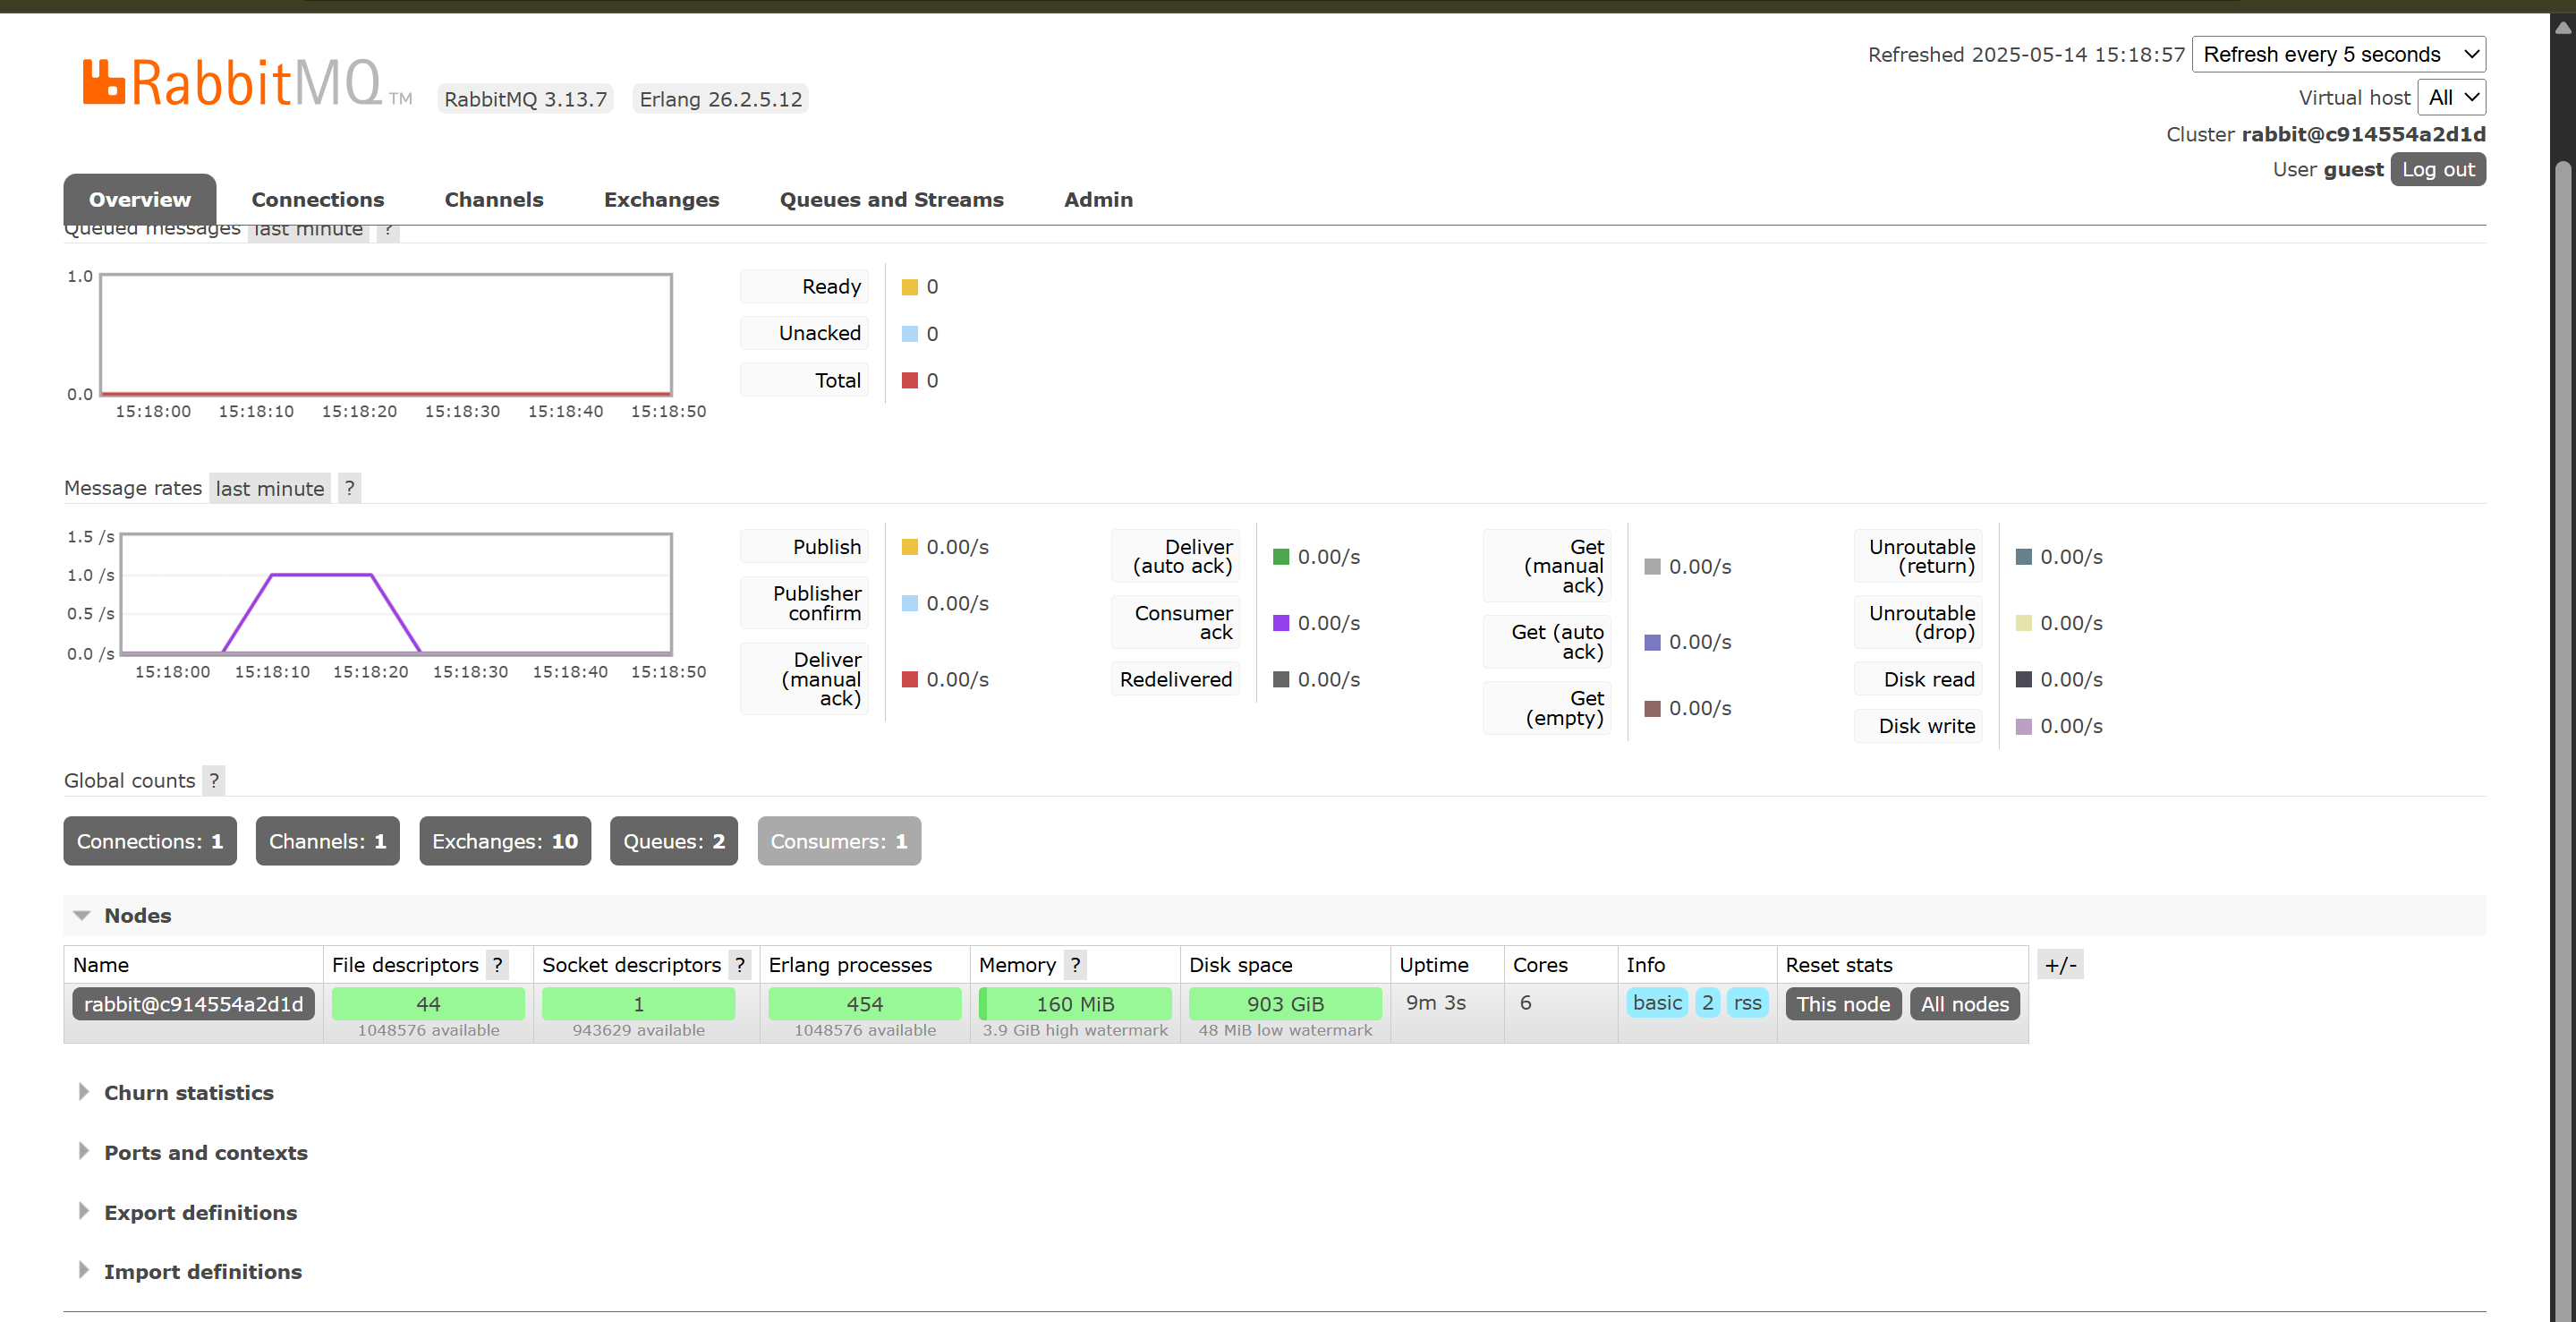 RabbitMQ TM RabbitMQ 3.13.7 Erlang 26.2.5.12
Refreshed 2025-05-14 15:18:57 Refresh every 5 seconds
Virtual host All
Cluster rabbit@c914554a2d1d
User guest Log out
Overview Connections Channels Exchanges Queues and Streams Admin
Queued messages last minute ?
1.0
0.0
15:18:00 15:18:10 15:18:20 15:18:30 15:18:40 15:18:50
Ready 0
Unacked 0
Total 0
Message rates last minute ?
1.5 /s
1.0 /s
0.5 /s
0.0 /s
15:18:00 15:18:10 15:18:20 15:18:30 15:18:40 15:18:50
Publish 0.00/s
Publisher
confirm 0.00/s
Deliver
(manual
ack) 0.00/s
Deliver
(auto ack) 0.00/s
Consumer
ack 0.00/s
Redelivered 0.00/s
Get
(manual
ack) 0.00/s
Get (auto
ack) 0.00/s
Get
(empty) 0.00/s
Unroutable
(return) 0.00/s
Unroutable
(drop) 0.00/s
Disk read 0.00/s
Disk write 0.00/s
Global counts ?
Connections: 1 Channels: 1 Exchanges: 10 Queues: 2 Consumers: 1
Nodes
Name File descriptors ? Socket descriptors ? Erlang processes Memory ? Disk space Uptime Cores Info Reset stats +/-
rabbit@c914554a2d1d 44 1 454 160 MiB 903 GiB 9m 3s 6 basic 2 rss This node All nodes
1048576 available 943629 available 1048576 available 3.9 GiB high watermark 48 MiB low watermark
Churn statistics
Ports and contexts
Export definitions
Import definitions